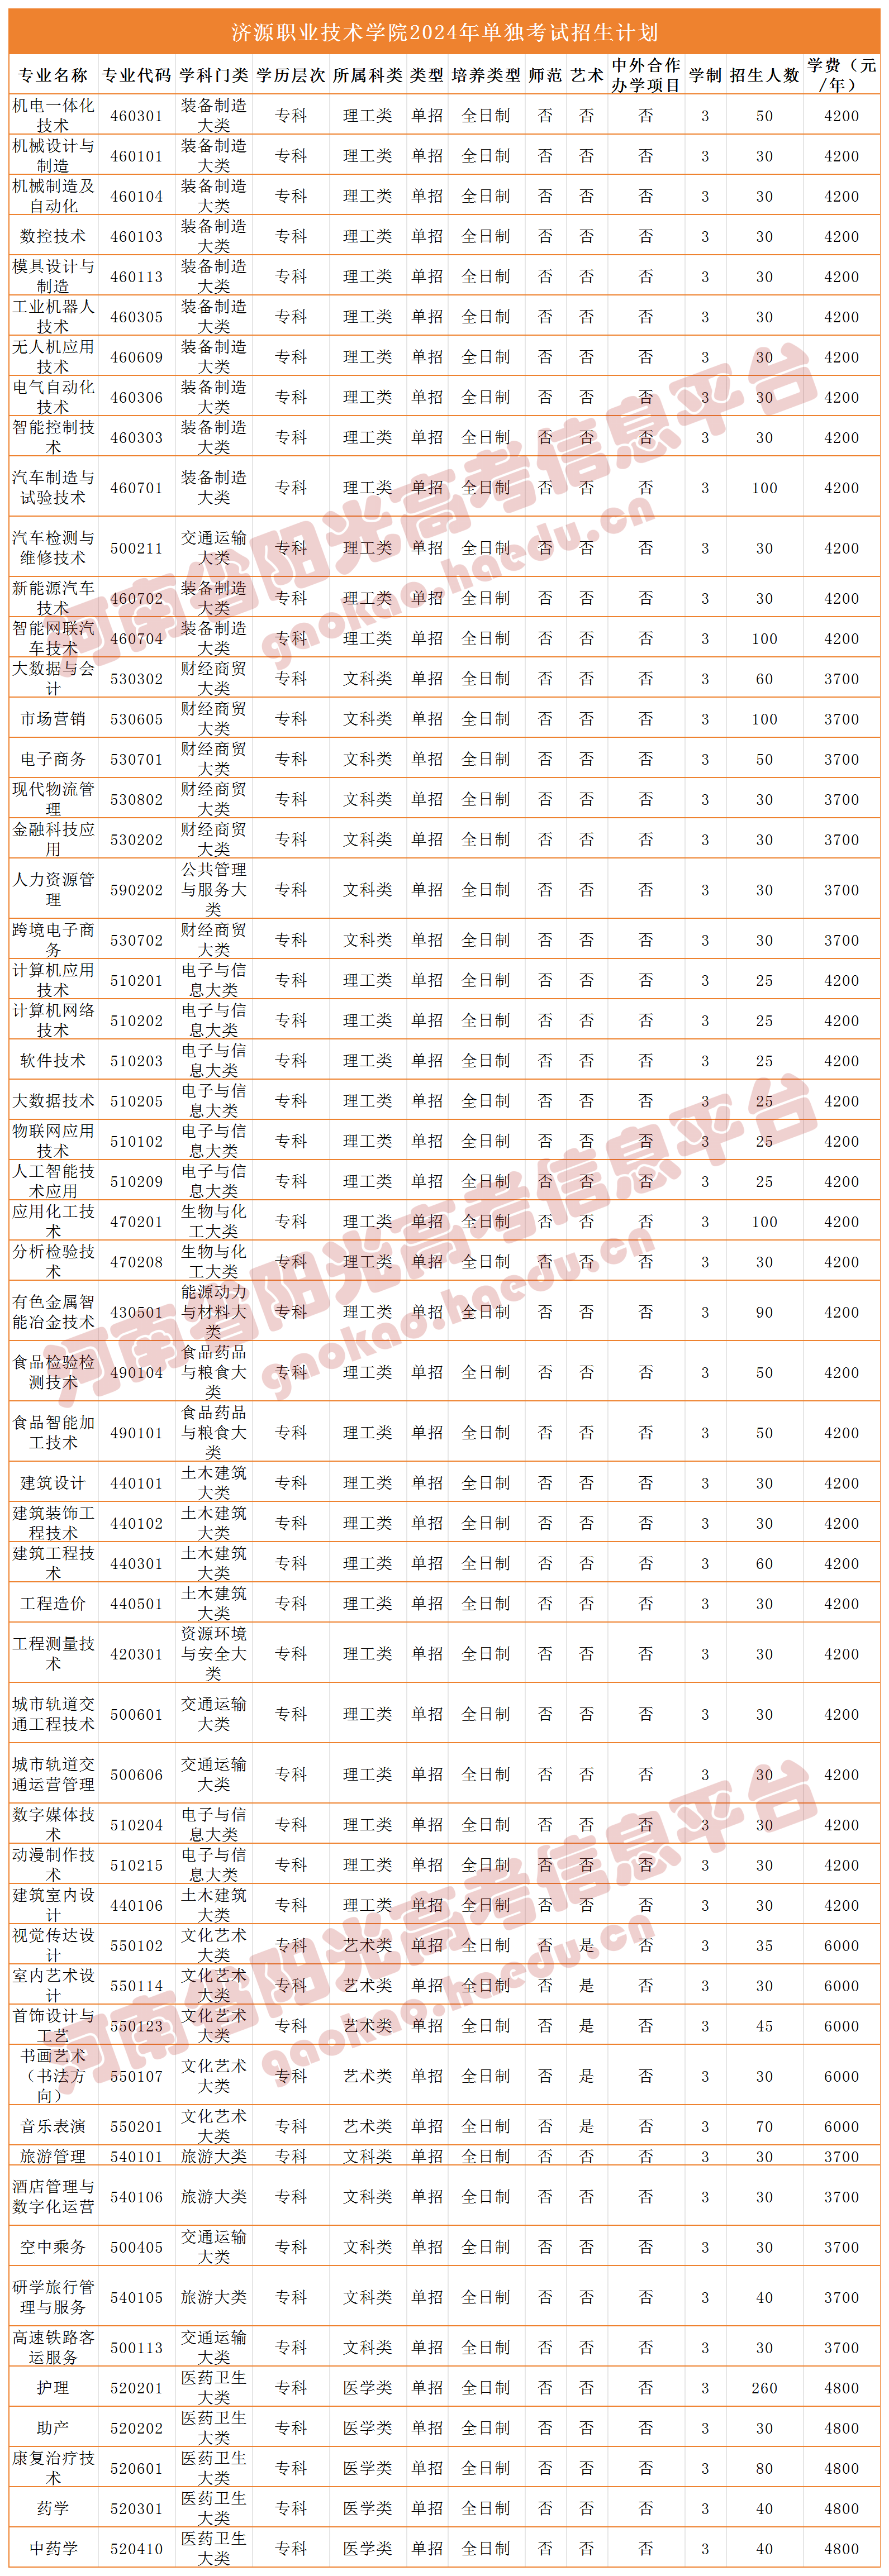 济源职业技术学院2024年单独考试招生计划
专业名称 专业代码 学科门类 学历层次 所属科类 类型 培养类型 师范 艺术 中外合作办学项目 学制 招生人数 学费（元/年）
机电一体化技术 460301 装备制造大类 专科 理工类 单招 全日制 否 否 否 3 50 4200
机械设计与制造 460101 装备制造大类 专科 理工类 单招 全日制 否 否 否 3 30 4200
机械制造及自动化 460104 装备制造大类 专科 理工类 单招 全日制 否 否 否 3 30 4200
数控技术 460103 装备制造大类 专科 理工类 单招 全日制 否 否 否 3 30 4200
模具设计与制造 460113 装备制造大类 专科 理工类 单招 全日制 否 否 否 3 30 4200
工业机器人技术 460305 装备制造大类 专科 理工类 单招 全日制 否 否 否 3 30 4200
无人机应用技术 460609 装备制造大类 专科 理工类 单招 全日制 否 否 否 3 30 4200
电气自动化技术 460306 装备制造大类 专科 理工类 单招 全日制 否 否 否 3 30 4200
智能控制技术 460303 装备制造大类 专科 理工类 单招 全日制 否 否 否 3 30 4200
汽车制造与试验技术 460701 装备制造大类 专科 理工类 单招 全日制 否 否 否 3 100 4200
汽车检测与维修技术 500211 交通运输大类 专科 理工类 单招 全日制 否 否 否 3 30 4200
新能源汽车技术 460702 装备制造大类 专科 理工类 单招 全日制 否 否 否 3 30 4200
智能网联汽车技术 460704 装备制造大类 专科 理工类 单招 全日制 否 否 否 3 100 4200
大数据与会计 530302 财经商贸大类 专科 文科类 单招 全日制 否 否 否 3 60 3700
市场营销 530605 财经商贸大类 专科 文科类 单招 全日制 否 否 否 3 100 3700
电子商务 530701 财经商贸大类 专科 文科类 单招 全日制 否 否 否 3 50 3700
现代物流管理 530802 财经商贸大类 专科 文科类 单招 全日制 否 否 否 3 30 3700
金融科技应用 530202 财经商贸大类 专科 文科类 单招 全日制 否 否 否 3 30 3700
人力资源管理 590202 公共管理与服务大类 专科 文科类 单招 全日制 否 否 否 3 30 3700
跨境电子商务 530702 财经商贸大类 专科 文科类 单招 全日制 否 否 否 3 30 3700
计算机应用技术 510201 电子与信息大类 专科 理工类 单招 全日制 否 否 否 3 25 4200
计算机网络技术 510202 电子与信息大类 专科 理工类 单招 全日制 否 否 否 3 25 4200
软件技术 510203 电子与信息大类 专科 理工类 单招 全日制 否 否 否 3 25 4200
大数据技术 510205 电子与信息大类 专科 理工类 单招 全日制 否 否 否 3 25 4200
物联网应用技术 510102 电子与信息大类 专科 理工类 单招 全日制 否 否 否 3 25 4200
人工智能技术应用 510209 电子与信息大类 专科 理工类 单招 全日制 否 否 否 3 25 4200
应用化工技术 470201 生物与化工大类 专科 理工类 单招 全日制 否 否 否 3 100 4200
分析检验技术 470208 生物与化工大类 专科 理工类 单招 全日制 否 否 否 3 30 4200
有色金属智能冶金技术 430501 能源动力与材料大类 专科 理工类 单招 全日制 否 否 否 3 90 4200
食品检验检测技术 490104 食品药品与粮食大类 专科 理工类 单招 全日制 否 否 否 3 50 4200
食品智能加工技术 490101 食品药品与粮食大类 专科 理工类 单招 全日制 否 否 否 3 50 4200
建筑设计 440101 土木建筑大类 专科 理工类 单招 全日制 否 否 否 3 30 4200
建筑装饰工程技术 440102 土木建筑大类 专科 理工类 单招 全日制 否 否 否 3 30 4200
建筑工程技术 440301 土木建筑大类 专科 理工类 单招 全日制 否 否 否 3 60 4200
工程造价 440501 土木建筑大类 专科 理工类 单招 全日制 否 否 否 3 30 4200
工程测量技术 420301 资源环境与安全大类 专科 理工类 单招 全日制 否 否 否 3 30 4200
城市轨道交通工程技术 500601 交通运输大类 专科 理工类 单招 全日制 否 否 否 3 30 4200
城市轨道交通运营管理 500606 交通运输大类 专科 理工类 单招 全日制 否 否 否 3 30 4200
数字媒体技术 510204 电子与信息大类 专科 理工类 单招 全日制 否 否 否 3 30 4200
动漫制作技术 510215 电子与信息大类 专科 理工类 单招 全日制 否 否 否 3 30 4200
建筑室内设计 440106 土木建筑大类 专科 理工类 单招 全日制 否 否 否 3 30 4200
视觉传达设计 550102 文化艺术大类 专科 艺术类 单招 全日制 否 是 否 3 35 6000
室内艺术设计 550114 文化艺术大类 专科 艺术类 单招 全日制 否 是 否 3 30 6000
首饰设计与工艺 550123 文化艺术大类 专科 艺术类 单招 全日制 否 是 否 3 45 6000
书画艺术（书法方向） 550107 文化艺术大类 专科 艺术类 单招 全日制 否 是 否 3 30 6000
音乐表演 550201 文化艺术大类 专科 艺术类 单招 全日制 否 是 否 3 70 6000
旅游管理 540101 旅游大类 专科 文科类 单招 全日制 否 否 否 3 30 3700
酒店管理与数字化运营 540106 旅游大类 专科 文科类 单招 全日制 否 否 否 3 30 3700
空中乘务 500405 交通运输大类 专科 文科类 单招 全日制 否 否 否 3 30 3700
研学旅行管理与服务 540105 旅游大类 专科 文科类 单招 全日制 否 否 否 3 40 3700
高速铁路客运服务 500113 交通运输大类 专科 文科类 单招 全日制 否 否 否 3 30 3700
护理 520201 医药卫生大类 专科 医学类 单招 全日制 否 否 否 3 260 4800
助产 520202 医药卫生大类 专科 医学类 单招 全日制 否 否 否 3 30 4800
康复治疗技术 520601 医药卫生大类 专科 医学类 单招 全日制 否 否 否 3 80 4800
药学 520301 医药卫生大类 专科 医学类 单招 全日制 否 否 否 3 40 4800
中药学 520410 医药卫生大类 专科 医学类 单招 全日制 否 否 否 3 40 4800
河南省阳光高考信息平台
gaokao.haedu.cn
河南省阳光高考信息平台
gaokao.haedu.cn
河南省阳光高考信息平台
gaokao.haedu.cn